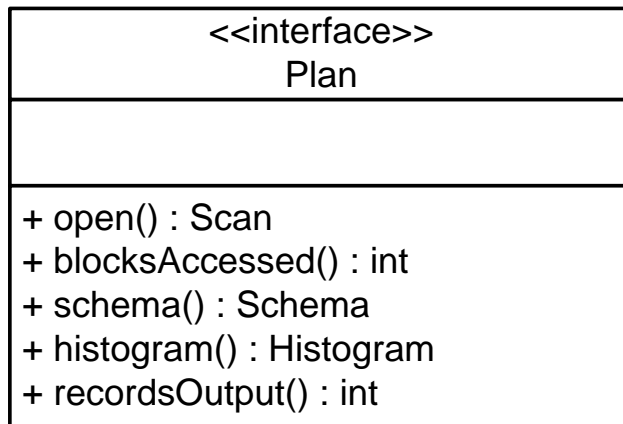 <<interface>>
Plan
+ open() : Scan
+ blocksAccessed() : int
+ schema() : Schema
+ histogram() : Histogram
+ recordsOutput() : int